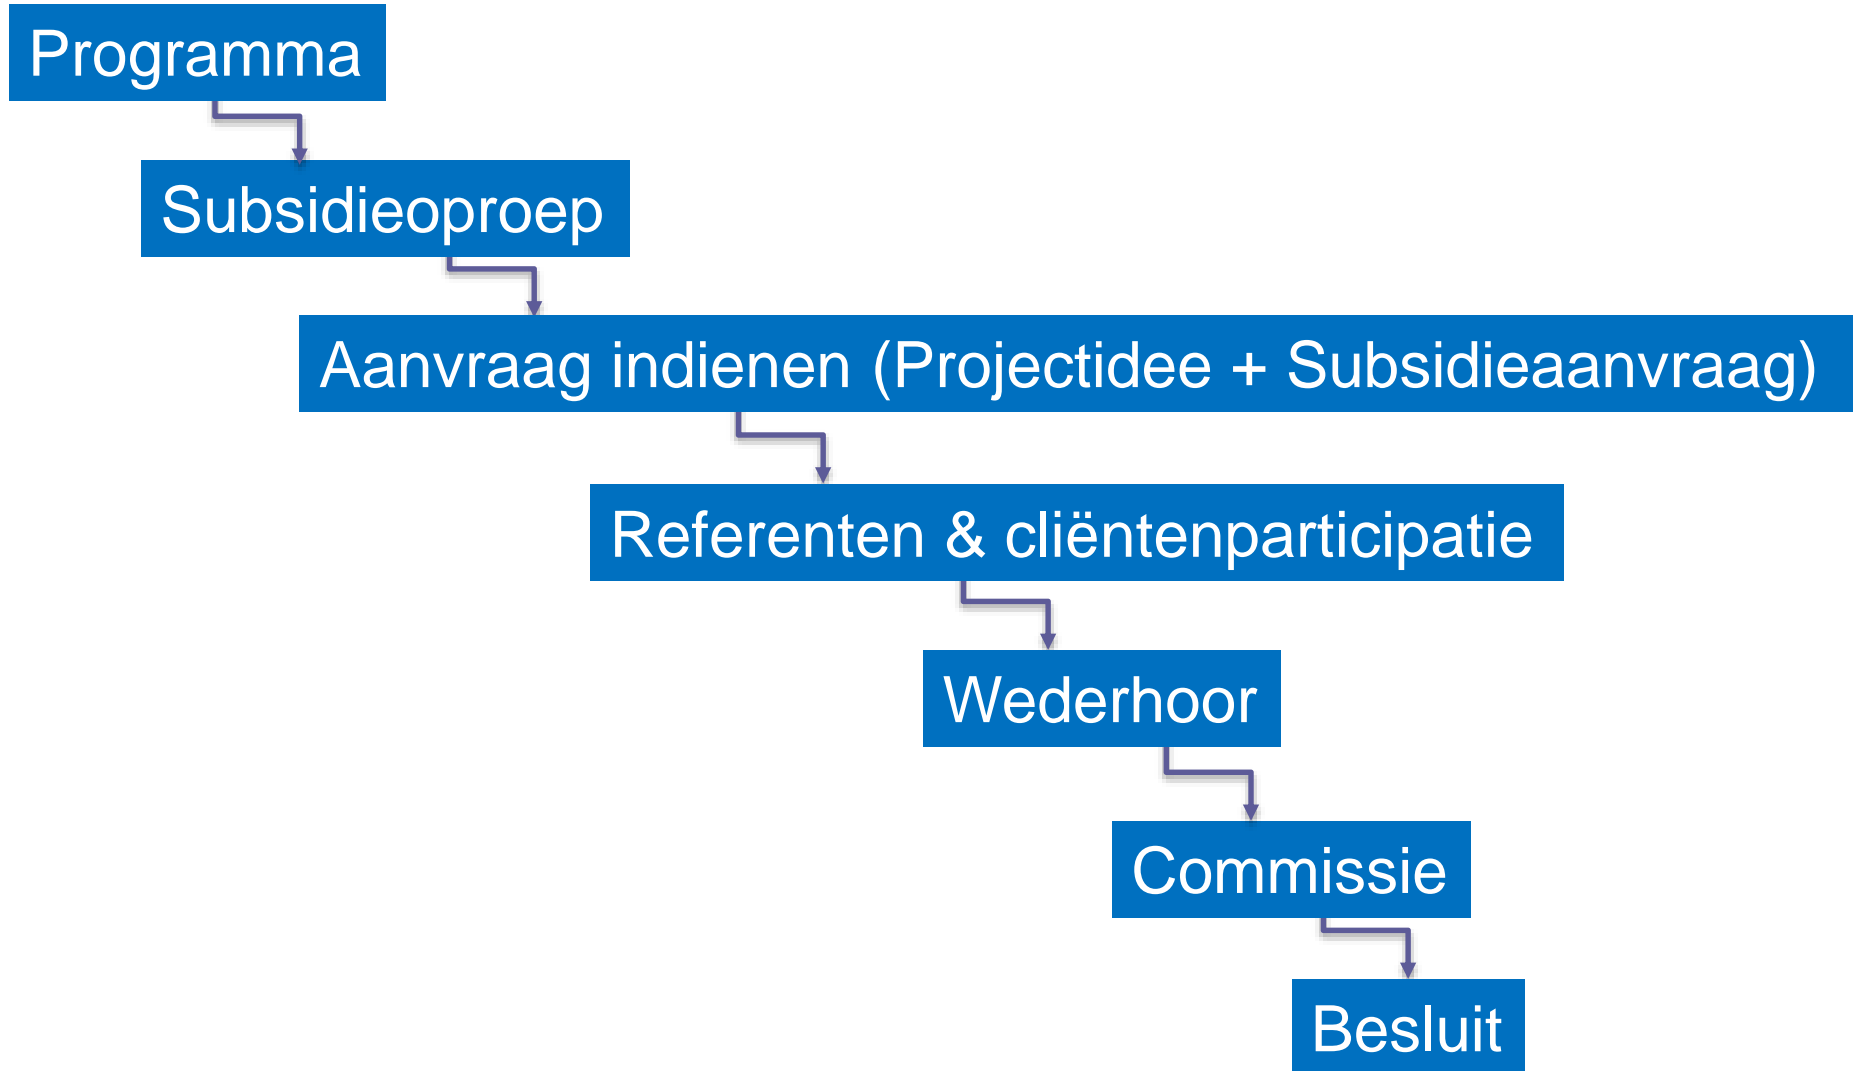 Programma
Subsidieoproep
Aanvraag indienen (Projectidee + Subsidieaanvraag)
Referenten & cliëntenparticipatie
Wederhoor
Commissie
Besluit